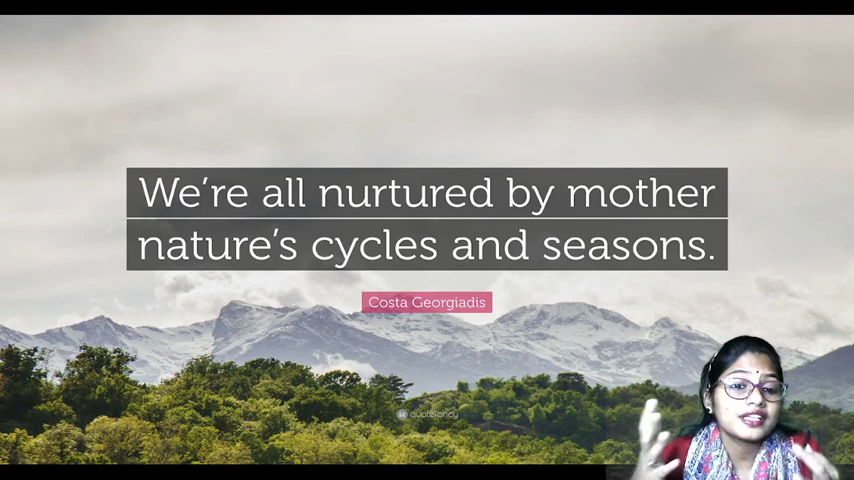 We’re all nurtured by mother
nature’s cycles and seasons.
Costa Georgiadis
quotefancy